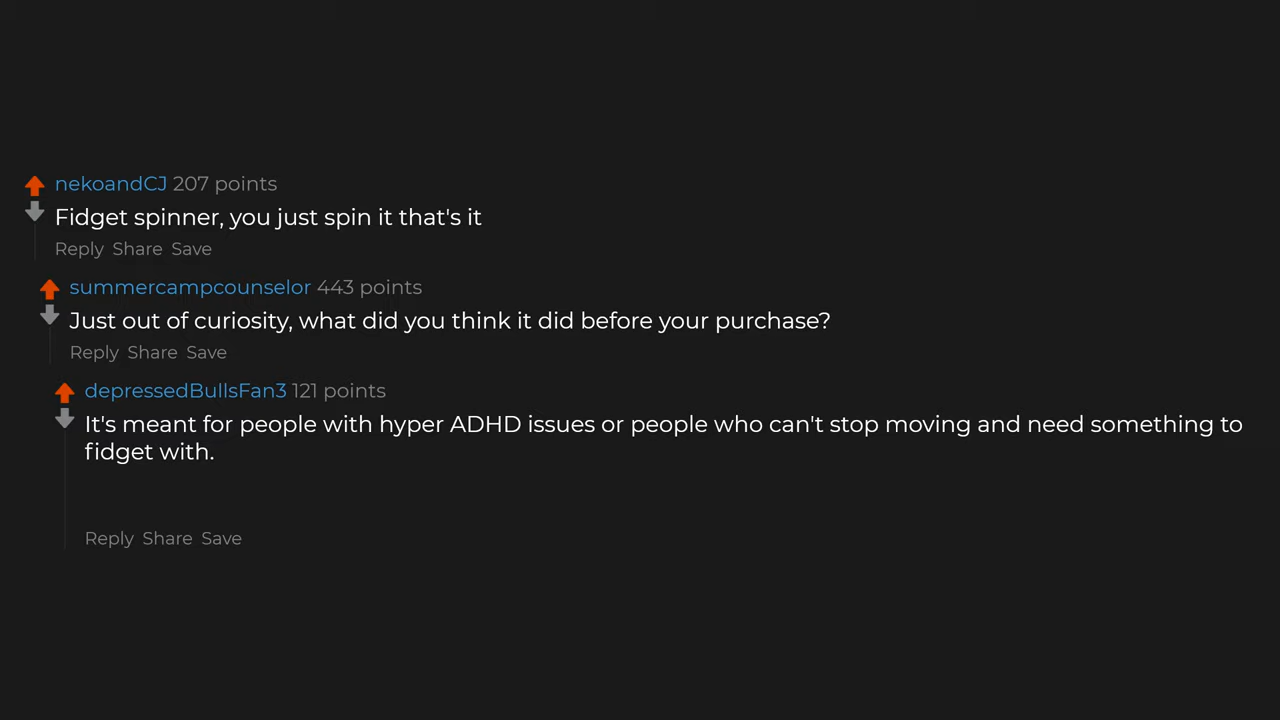 nekoandCJ 207 points
Fidget spinner, you just spin it that's it
Reply Share Save
summercampcounselor 443 points
Just out of curiosity, what did you think it did before your purchase?
Reply Share Save
depressedBullsFan3 121 points
It's meant for people with hyper ADHD issues or people who can't stop moving and need something to
fidget with.
Reply Share Save